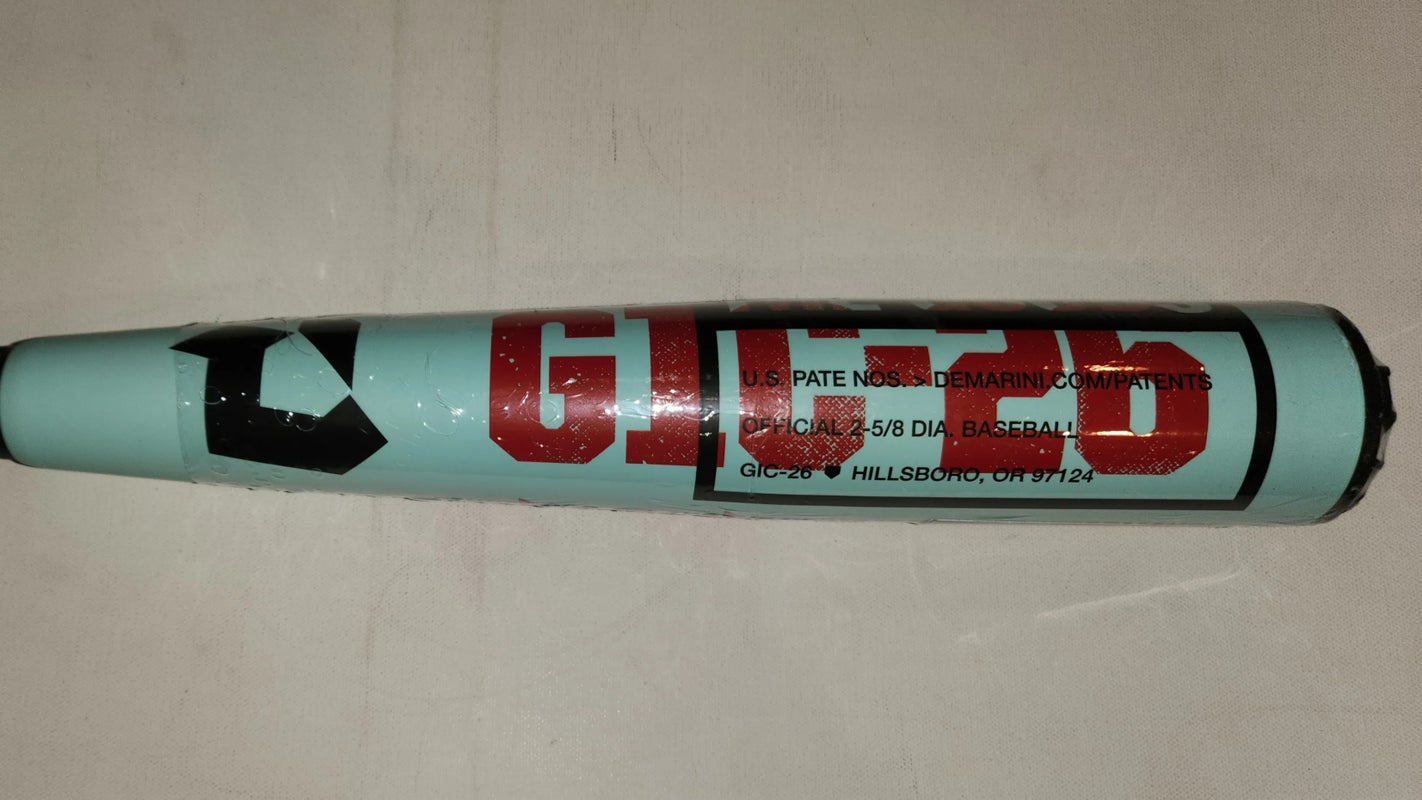 GIC-26
U.S. PATE NOS. > DEMARINI.COM/PATENTS
OFFICIAL 2-5/8 DIA. BASEBALL
GIC-26 HILLSBORO, OR 97124